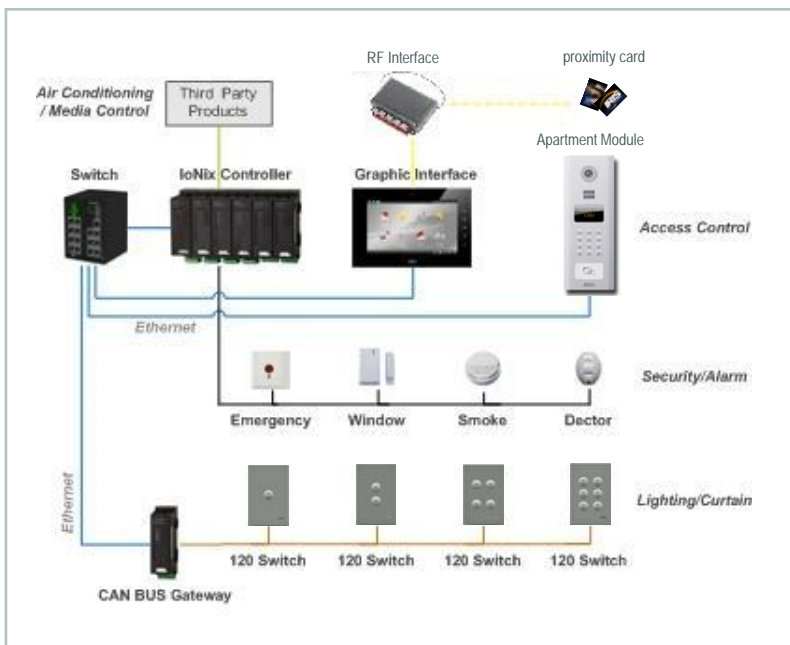 RF Interface
proximity card
Air Conditioning
/ Media Control
Third Party
Products
Apartment Module
Switch
IoNix Controller
Graphic Interface
Access Control
Ethernet
Security/Alarm
Emergency
Window
Smoke
Dector
Ethernet
Lighting/Curtain
120 Switch
120 Switch
120 Switch
120 Switch
CAN BUS Gateway